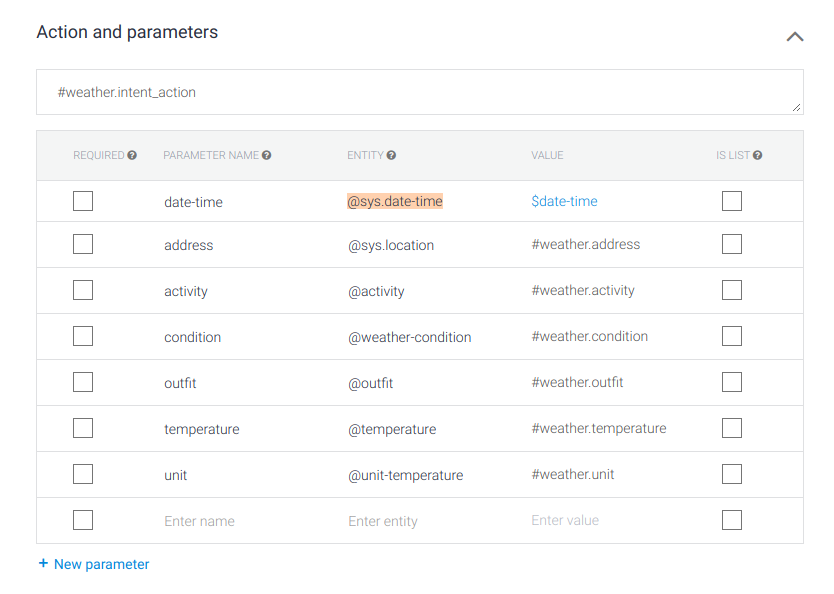 Action and parameters
#weather.intent_action
REQUIRED PARAMETER NAME ENTITY VALUE IS LIST
date-time @sys.date-time $date-time
address @sys.location #weather.address
activity @activity #weather.activity
condition @weather-condition #weather.condition
outfit @outfit #weather.outfit
temperature @temperature #weather.temperature
unit @unit-temperature #weather.unit
Enter name Enter entity Enter value
+ New parameter